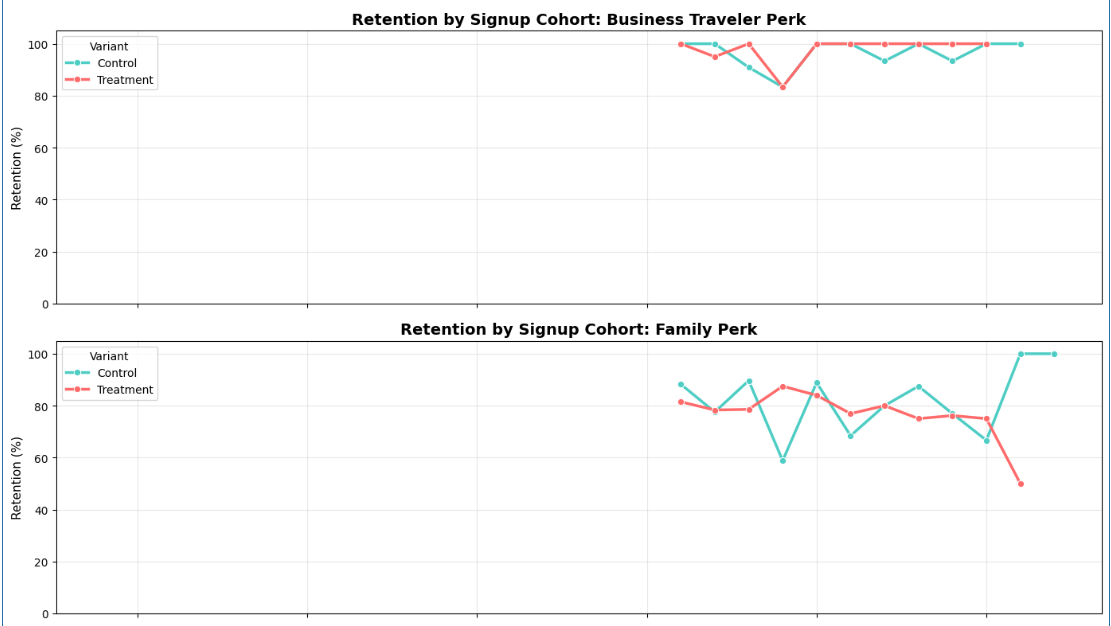 Retention by Signup Cohort: Business Traveler Perk
Retention (%)
100
80
60
40
20
0
Variant
Control
Treatment
Retention by Signup Cohort: Family Perk
Retention (%)
100
80
60
40
20
0
Variant
Control
Treatment